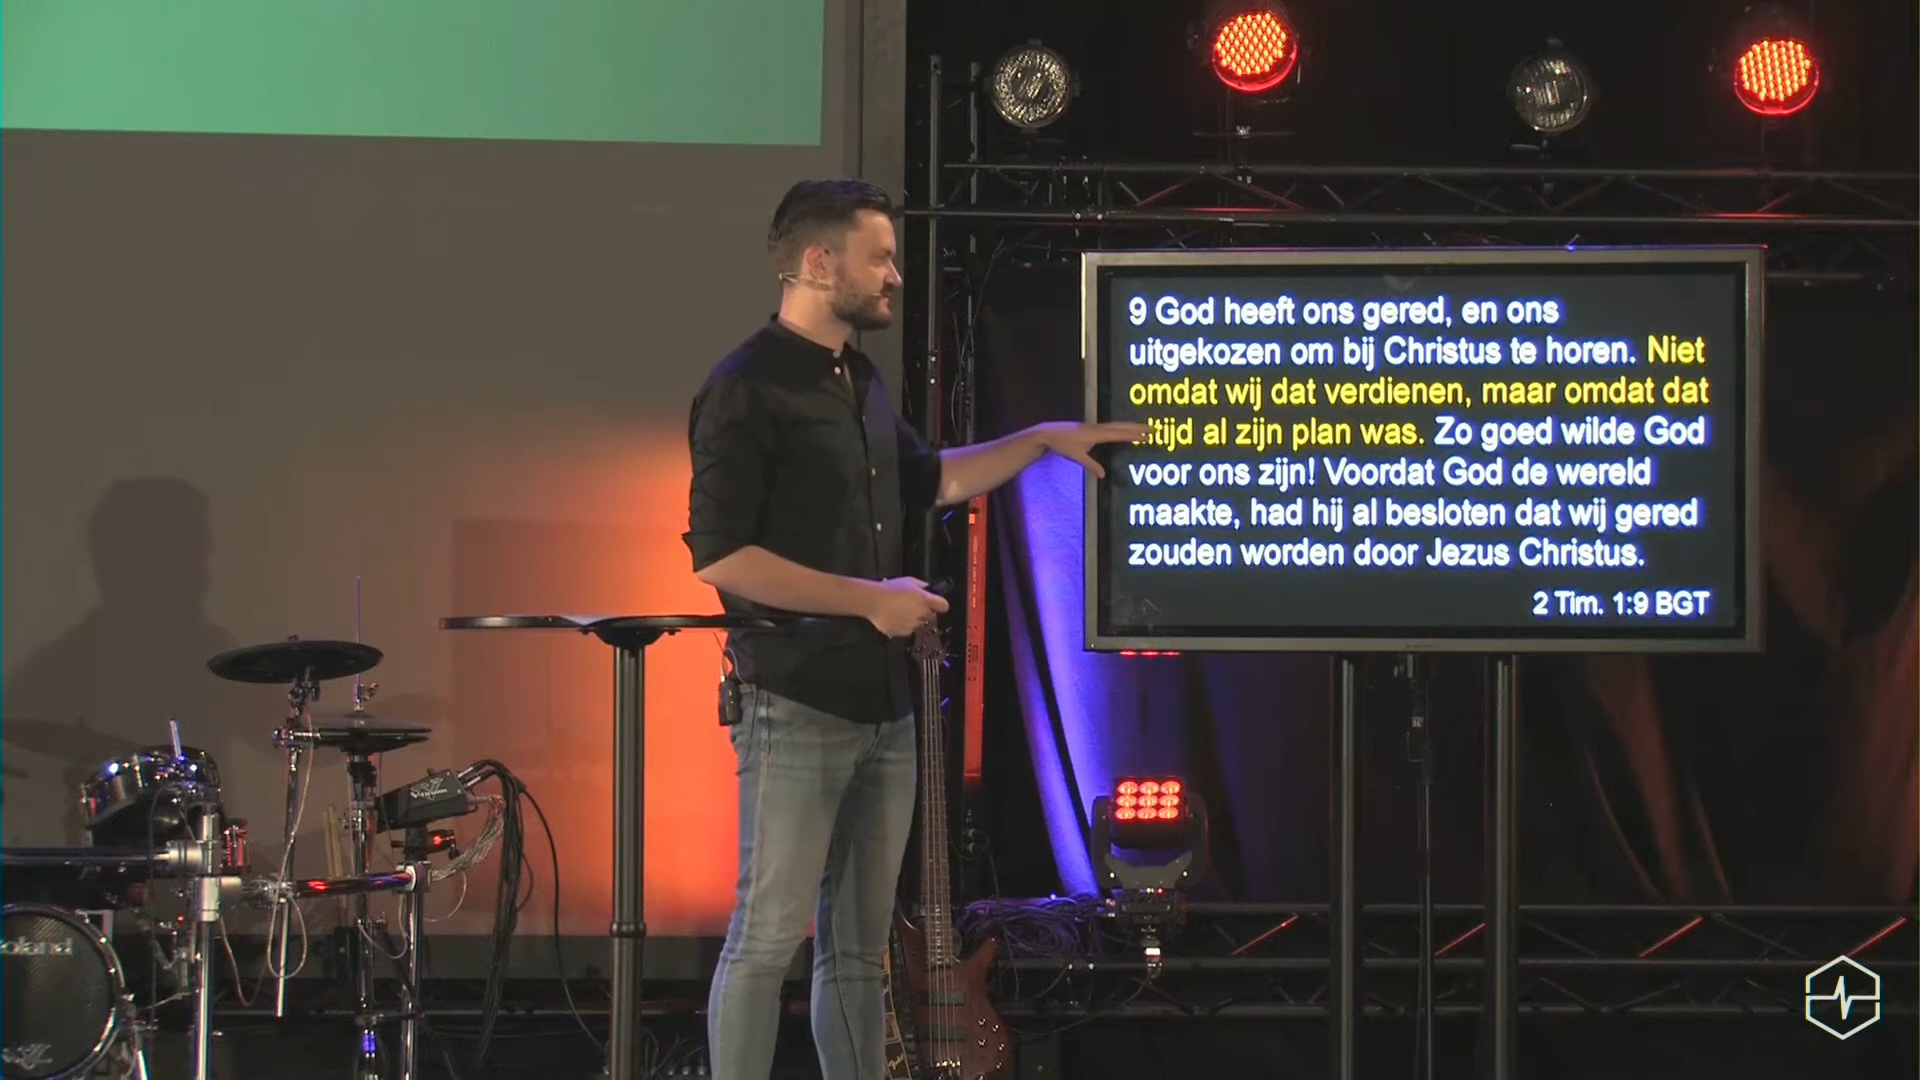 9 God heeft ons gered, en ons
uitgekozen om bij Christus te horen. Niet
omdat wij dat verdienen, maar omdat dat
altijd al zijn plan was. Zo goed wilde God
voor ons zijn! Voordat God de wereld
maakte, had hij al besloten dat wij gered
zouden worden door Jezus Christus.
2 Tim. 1:9 BGT
Roland